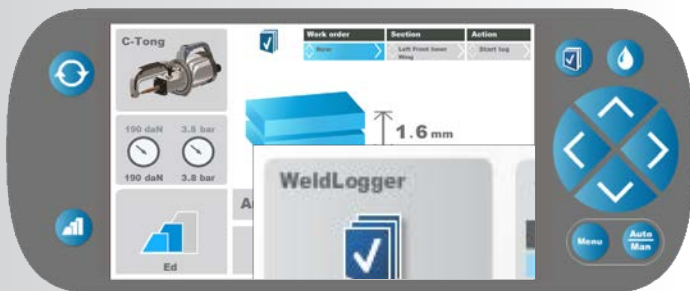 C-Tong
Work order
Section
Action
New
Left Front Inner
Wing
Start log
190 daN
3.8 bar
1.6 mm
190 daN
3.8 bar
WeldLogger
Ed
Menu
Auto
Man